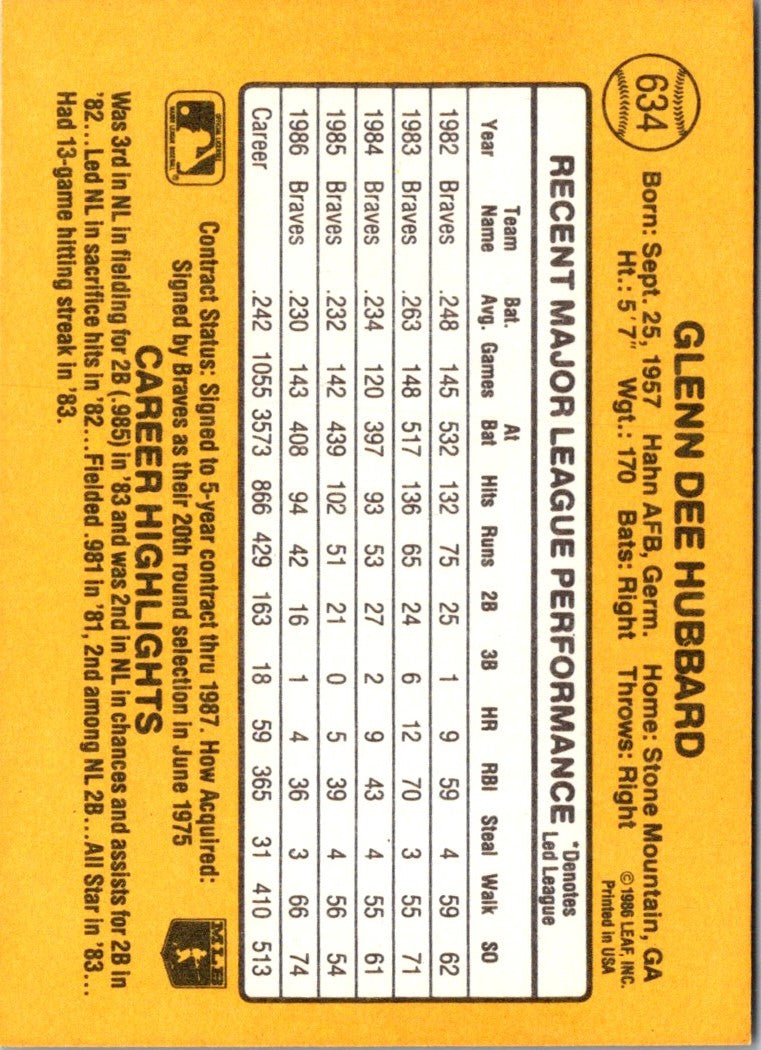 634
GLENN DEE HUBBARD
Born: Sept. 25, 1957 Hahn AFB, Germ. Home: Stone Mountain, GA
Ht.: 5' 7" Wgt.: 170 Bats: Right Throws: Right
© 1986 LEAF, INC.
Printed in USA
RECENT MAJOR LEAGUE PERFORMANCE *Denotes Led League
Year Team Name Bat. Avg. Games At Bat Hits Runs 2B 3B HR RBI Steal Walk SO
1982 Braves .248 145 532 132 75 25 1 9 59 4 59 62
1983 Braves .263 148 517 136 65 24 6 12 70 3 55 71
1984 Braves .234 120 397 93 53 27 2 9 43 4 55 61
1985 Braves .232 142 439 102 51 21 0 5 39 4 56 54
1986 Braves .230 143 408 94 42 16 1 4 36 3 66 74
Career .242 1055 3573 866 429 163 18 59 365 31 410 513
OFFICIAL LICENSEE
MAJOR LEAGUE BASEBALL ®
Contract Status: Signed to 5-year contract thru 1987. How Acquired:
Signed by Braves as their 20th round selection in June 1975
MLB
CAREER HIGHLIGHTS
Was 3rd in NL in fielding for 2B (.985) in '83 and was 2nd in NL in chances and assists for 2B in
'82... Led NL in sacrifice hits in '82... Fielded .981 in '81, 2nd among NL 2B... All Star in '83...
Had 13-game hitting streak in '83.